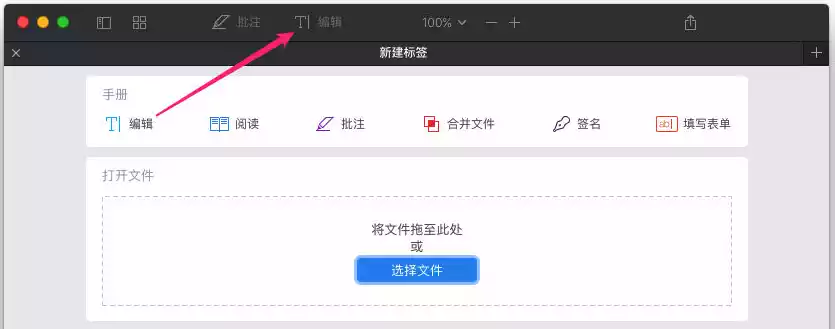 批注 编辑 100%
新建标签
手册
编辑 阅读 批注 合并文件 签名 填写表单
打开文件
将文件拖至此处
或
选择文件